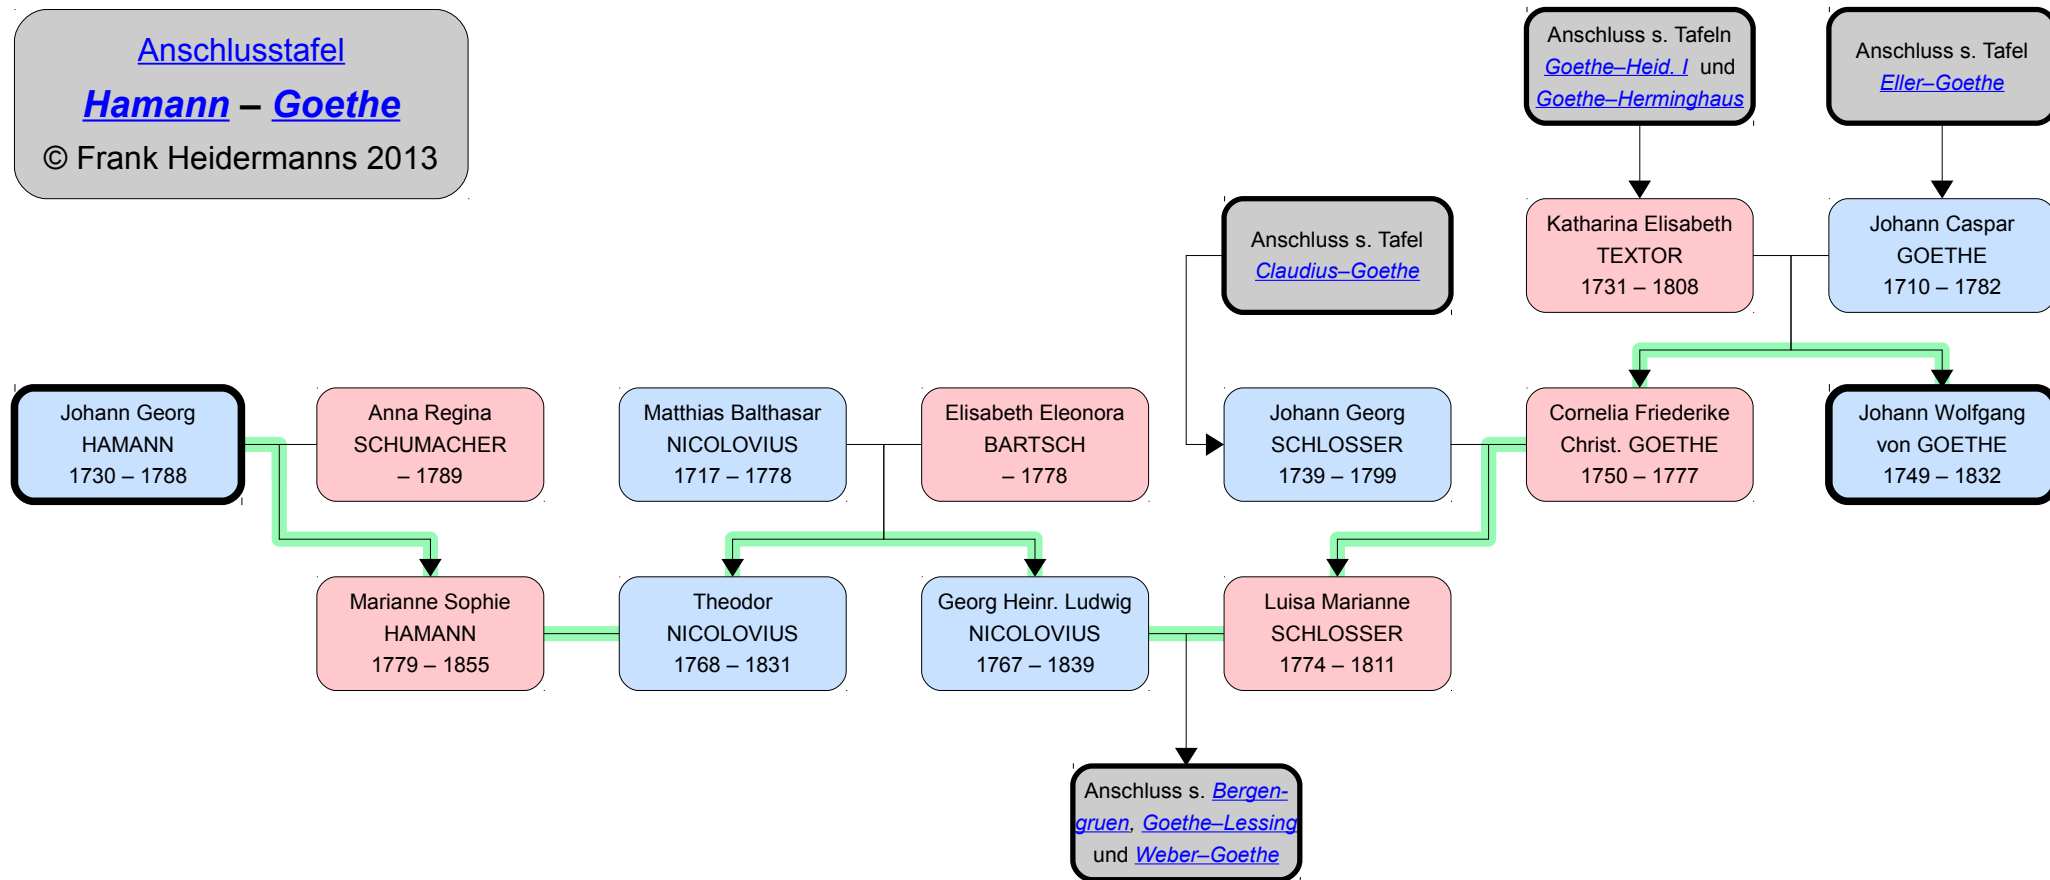 Anschlusstafel
Hamann – Goethe
© Frank Heidermanns 2013
Anschluss s. Tafeln
Goethe–Heid. I und
Goethe–Herminghaus
Anschluss s. Tafel
Eller–Goethe
Anschluss s. Tafel
Claudius–Goethe
Katharina Elisabeth
TEXTOR
1731 – 1808
Johann Caspar
GOETHE
1710 – 1782
Johann Georg
HAMANN
1730 – 1788
Anna Regina
SCHUMACHER
– 1789
Matthias Balthasar
NICOLOVIUS
1717 – 1778
Elisabeth Eleonora
BARTSCH
– 1778
Johann Georg
SCHLOSSER
1739 – 1799
Cornelia Friederike
Christ. GOETHE
1750 – 1777
Johann Wolfgang
von GOETHE
1749 – 1832
Marianne Sophie
HAMANN
1779 – 1855
Theodor
NICOLOVIUS
1768 – 1831
Georg Heinr. Ludwig
NICOLOVIUS
1767 – 1839
Luisa Marianne
SCHLOSSER
1774 – 1811
Anschluss s. Bergen-
gruen, Goethe–Lessing
und Weber–Goethe